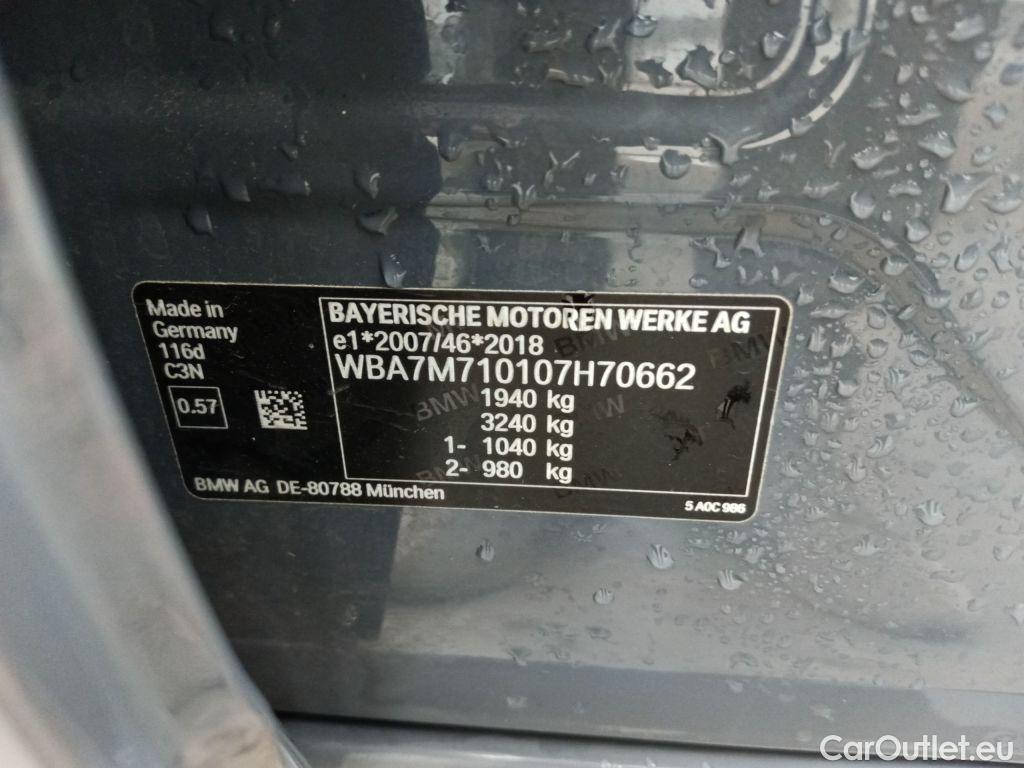 Made in
Germany
116d
C3N
0.57
BAYERISCHE MOTOREN WERKE AG
e1*2007/46*2018
WBA7M710107H70662
1940 kg
3240 kg
1- 1040 kg
2- 980 kg
BMW AG DE-80788 München
5 A0C 986
CarOutlet.eu